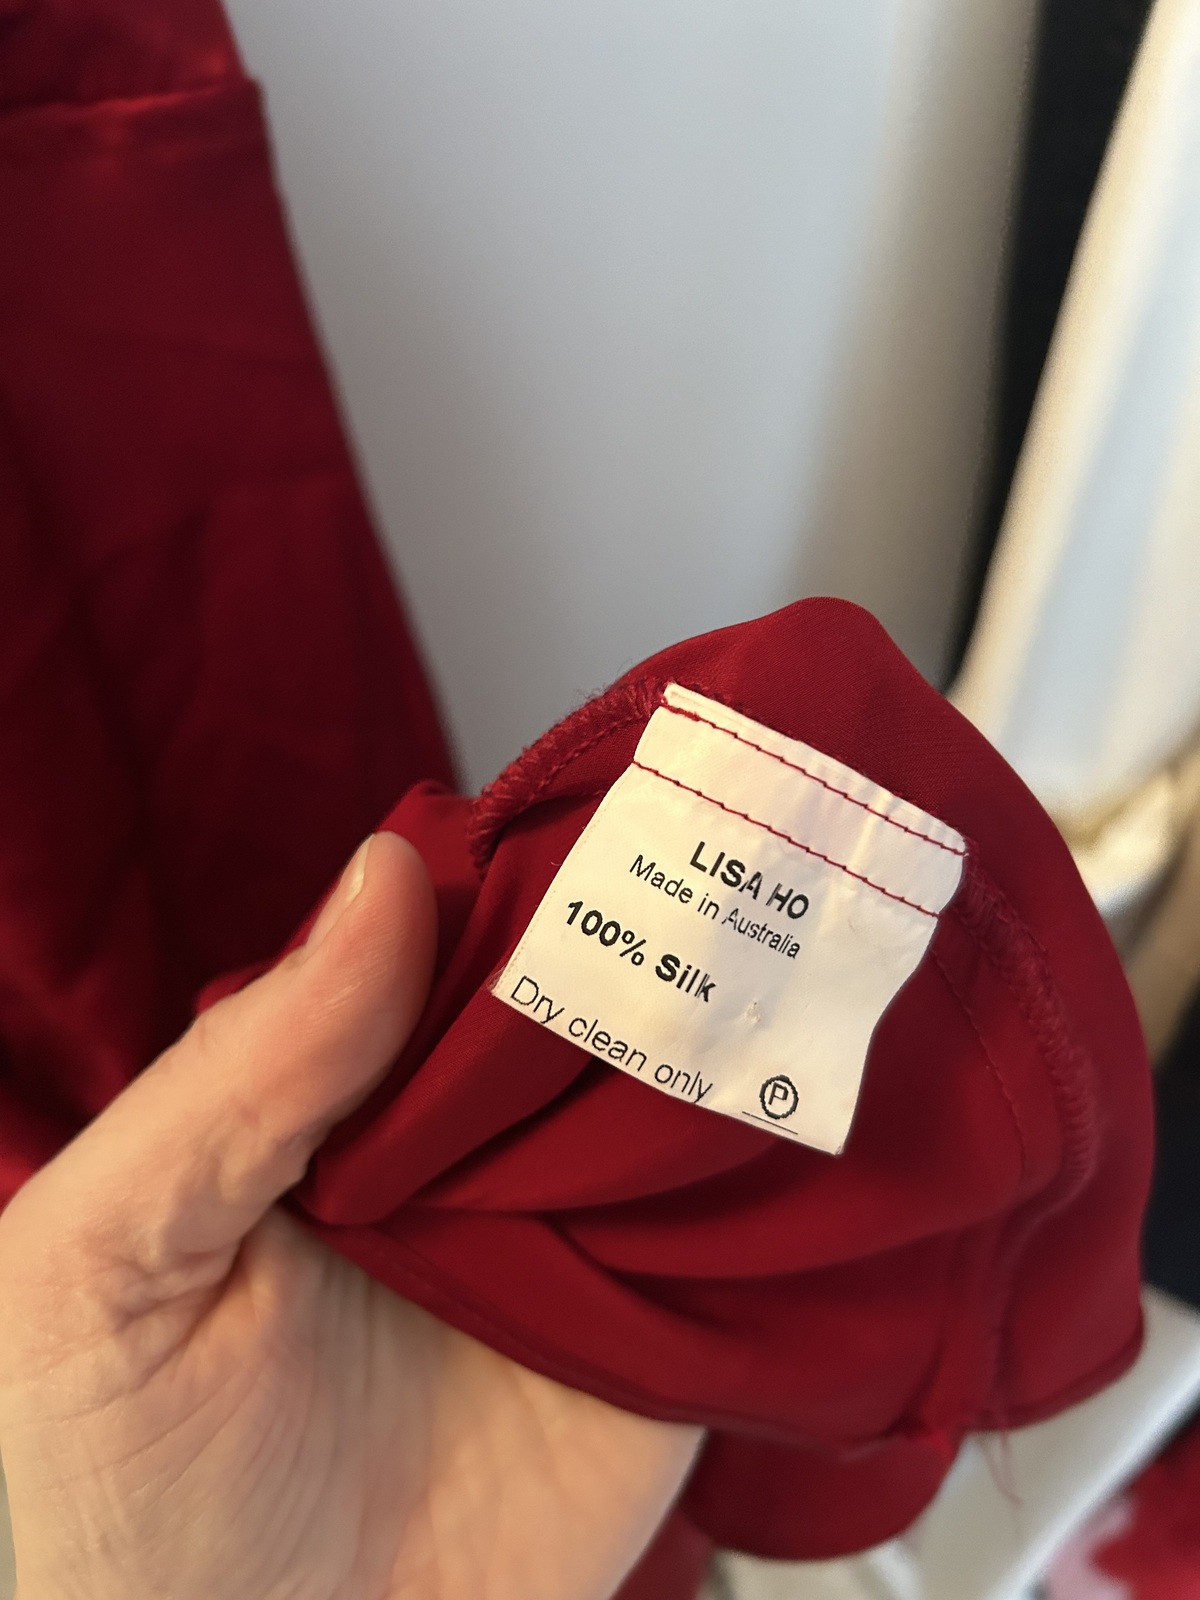 LISA HO
Made in Australia
100% Silk
Dry clean only Ⓟ